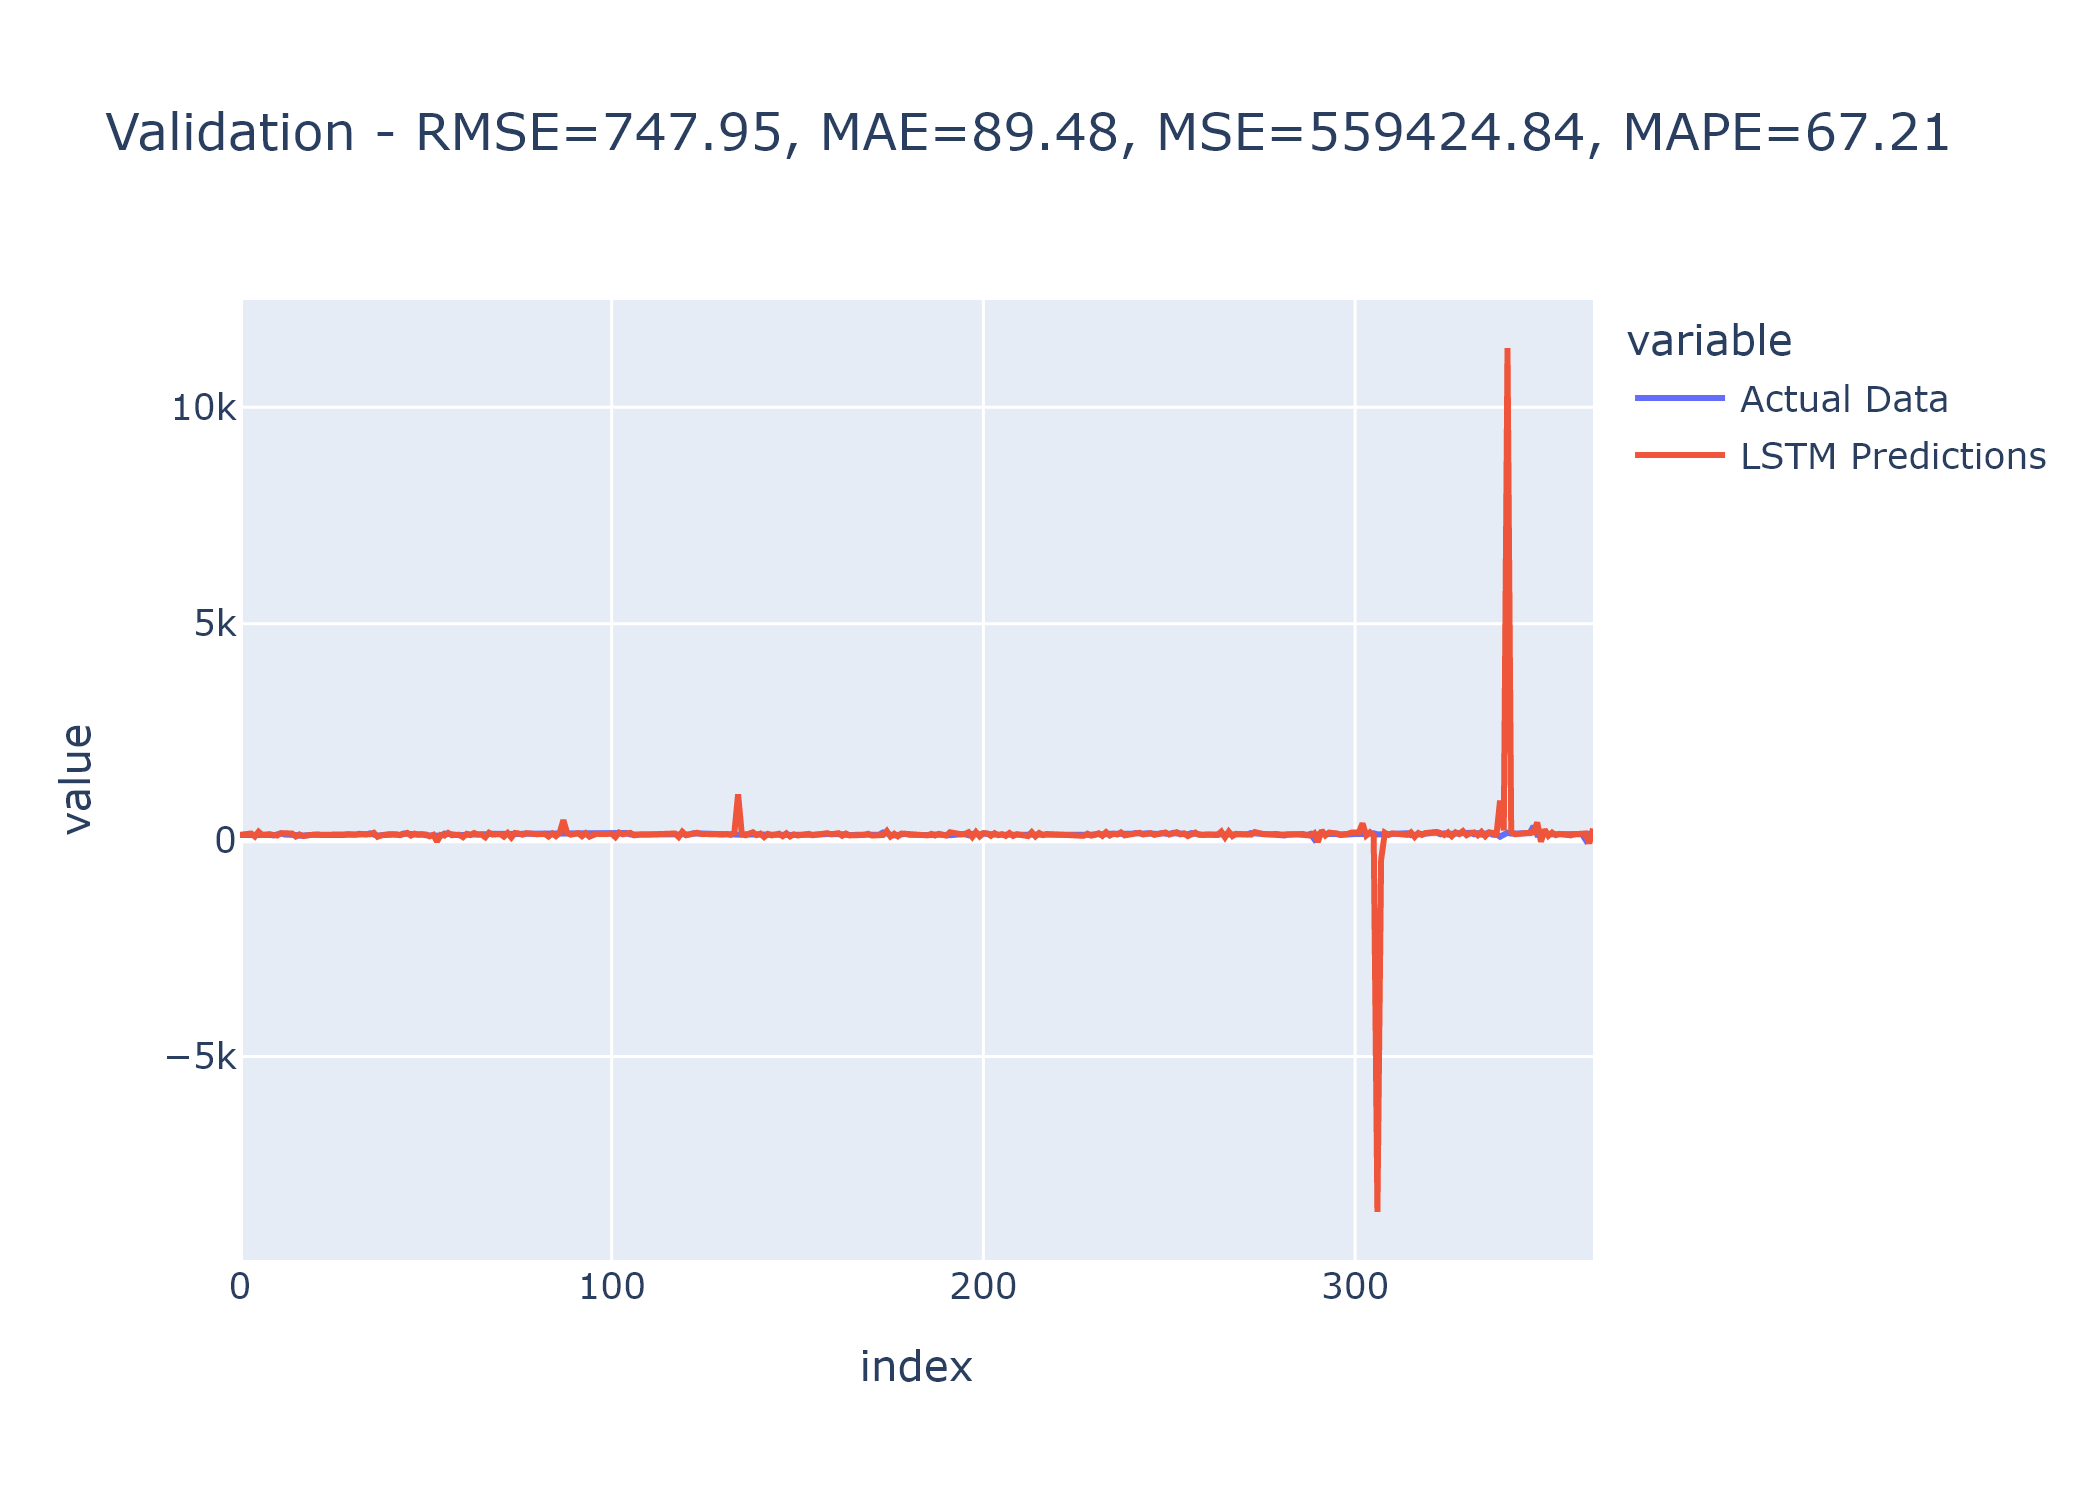 Validation - RMSE=747.95, MAE=89.48, MSE=559424.84, MAPE=67.21
variable
Actual Data
LSTM Predictions
10k
5k
0
−5k
value
0
100
200
300
index